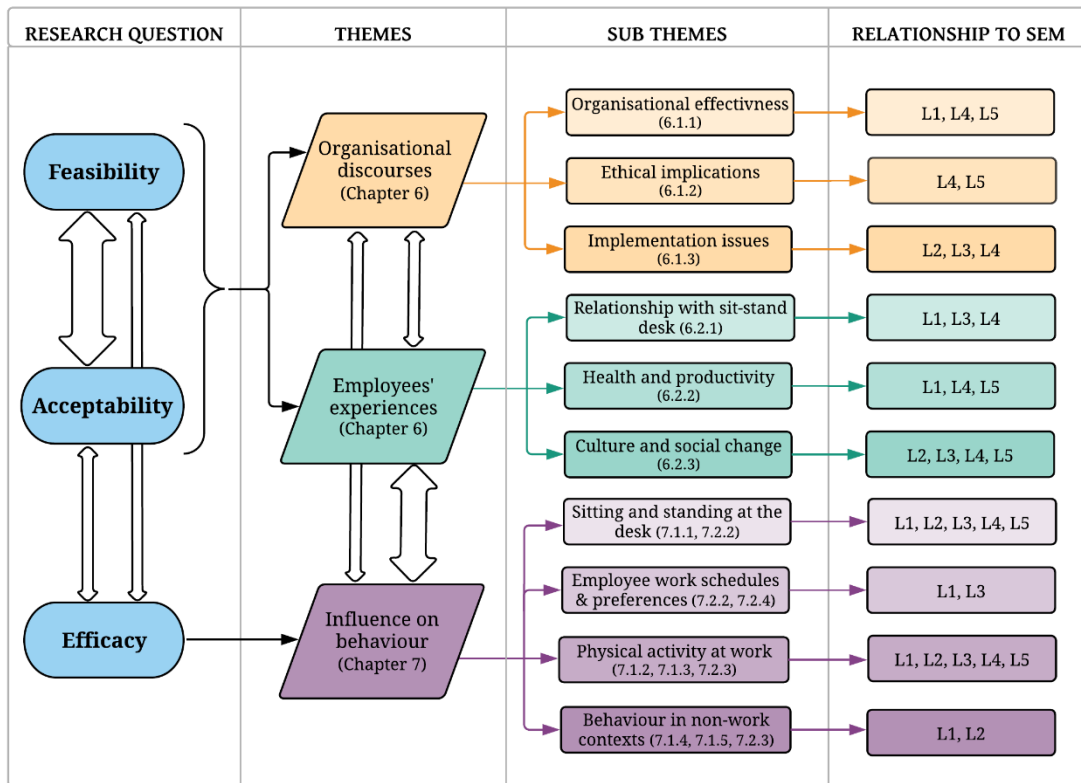 RESEARCH QUESTION
THEMES
SUB THEMES
RELATIONSHIP TO SEM
Feasibility
Acceptability
Efficacy
Organisational
discourses
(Chapter 6)
Employees'
experiences
(Chapter 6)
Influence on
behaviour
(Chapter 7)
Organisational effectivness
(6.1.1)
L1, L4, L5
Ethical implications
(6.1.2)
L4, L5
Implementation issues
(6.1.3)
L2, L3, L4
Relationship with sit-stand
desk (6.2.1)
L1, L3, L4
Health and productivity
(6.2.2)
L1, L4, L5
Culture and social change
(6.2.3)
L2, L3, L4, L5
Sitting and standing at the
desk (7.1.1, 7.2.2)
L1, L2, L3, L4, L5
Employee work schedules
& preferences (7.2.2, 7.2.4)
L1, L3
Physical activity at work
(7.1.2, 7.1.3, 7.2.3)
L1, L2, L3, L4, L5
Behaviour in non-work
contexts (7.1.4, 7.1.5, 7.2.3)
L1, L2